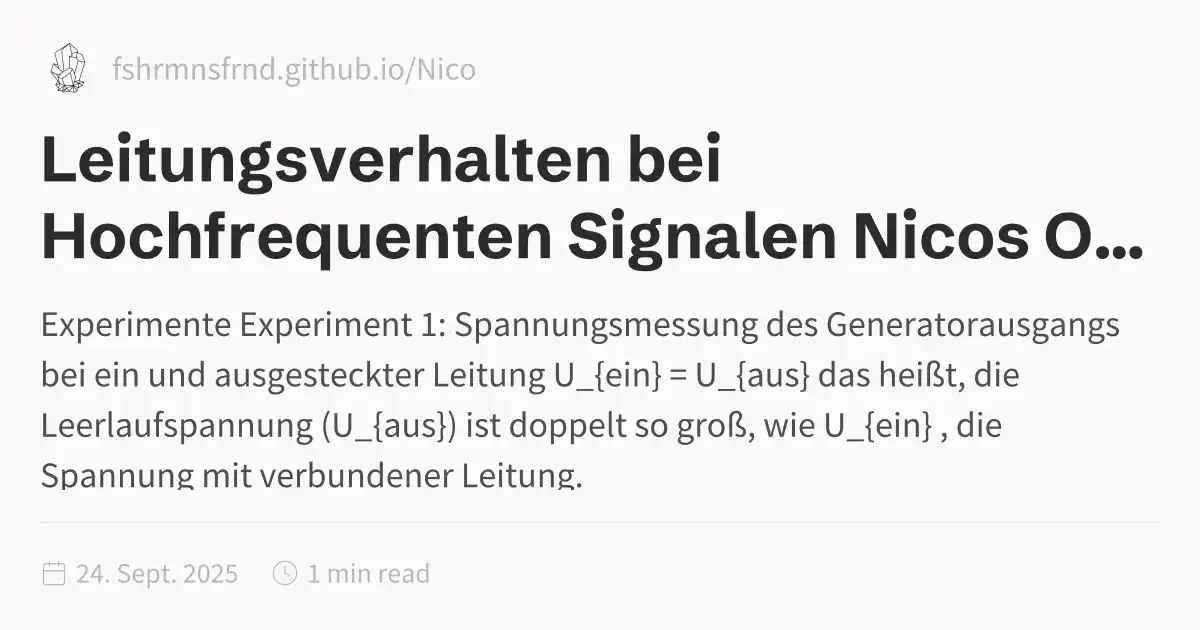 fshrmnsfrnd.github.io/Nico
Leitungsverhalten bei
Hochfrequenten Signalen Nicos O...
Experimente Experiment 1: Spannungsmessung des Generatorausgangs
bei ein und ausgesteckter Leitung U_{ein} = U_{aus} das heißt, die
Leerlaufspannung (U_{aus}) ist doppelt so groß, wie U_{ein} , die
Spannung mit verbundener Leitung.
24. Sept. 2025 1 min read